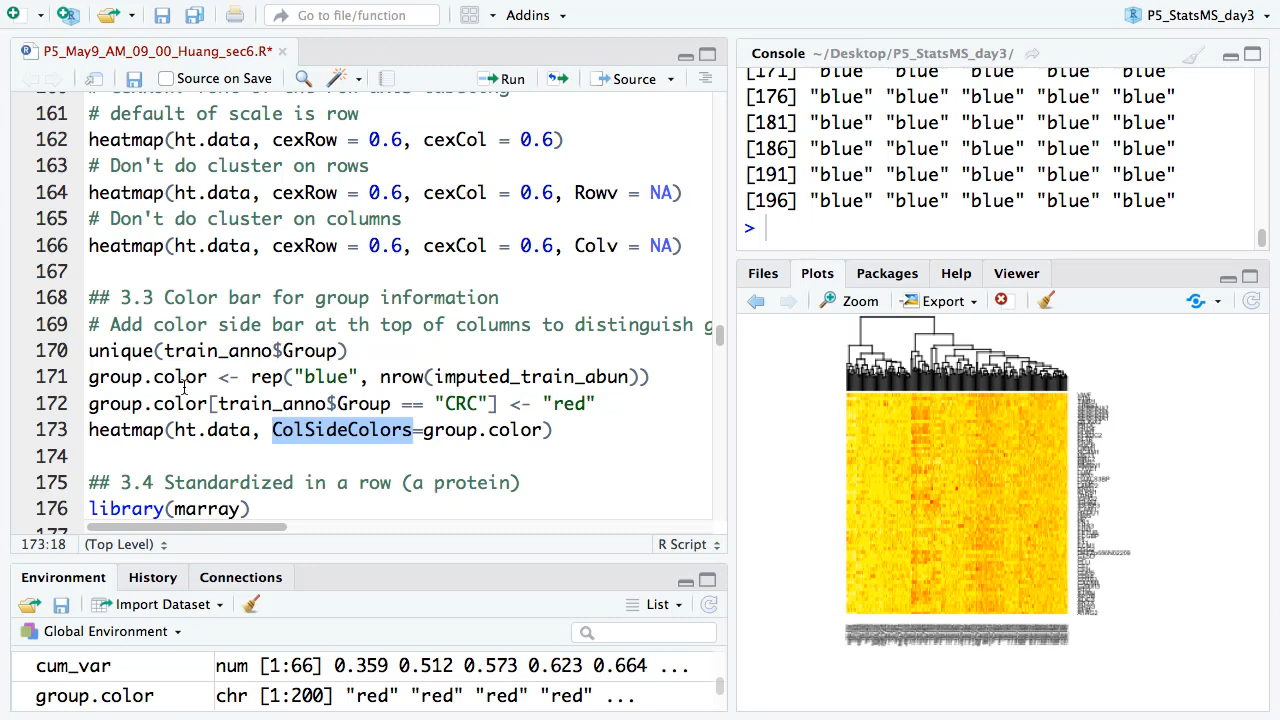 Go to file/function
Addins
P5_StatsMS_day3
P5_May9_AM_09_00_Huang_sec6.R*
Source on Save
Run
Source
161 # default of scale is row
162 heatmap(ht.data, cexRow = 0.6, cexCol = 0.6)
163 # Don't do cluster on rows
164 heatmap(ht.data, cexRow = 0.6, cexCol = 0.6, Rowv = NA)
165 # Don't do cluster on columns
166 heatmap(ht.data, cexRow = 0.6, cexCol = 0.6, Colv = NA)
167
168 ## 3.3 Color bar for group information
169 # Add color side bar at th top of columns to distinguish g
170 unique(train_anno$Group)
171 group.color <- rep("blue", nrow(imputed_train_abun))
172 group.color[train_anno$Group == "CRC"] <- "red"
173 heatmap(ht.data, ColSideColors=group.color)
174
175 ## 3.4 Standardized in a row (a protein)
176 library(marray)
173:18 (Top Level) R Script
Environment History Connections
Import Dataset List
Global Environment
cum_var num [1:66] 0.359 0.512 0.573 0.623 0.664 ...
group.color chr [1:200] "red" "red" "red" "red" ...
Console ~/Desktop/P5_StatsMS_day3/
[171] "blue" "blue" "blue" "blue" "blue"
[176] "blue" "blue" "blue" "blue" "blue"
[181] "blue" "blue" "blue" "blue" "blue"
[186] "blue" "blue" "blue" "blue" "blue"
[191] "blue" "blue" "blue" "blue" "blue"
[196] "blue" "blue" "blue" "blue" "blue"
>
Files Plots Packages Help Viewer
Zoom Export